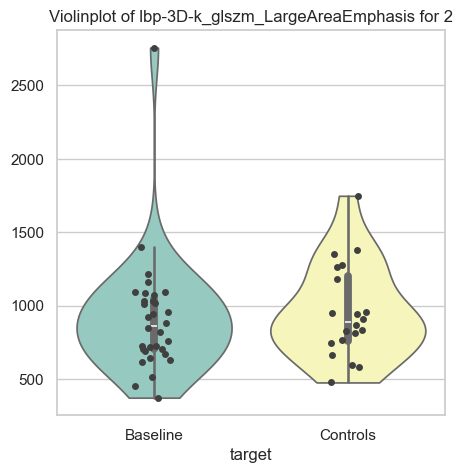 Violinplot of lbp-3D-k_glszm_LargeAreaEmphasis for 2
2500
2000
1500
1000
500
Baseline
Controls
target